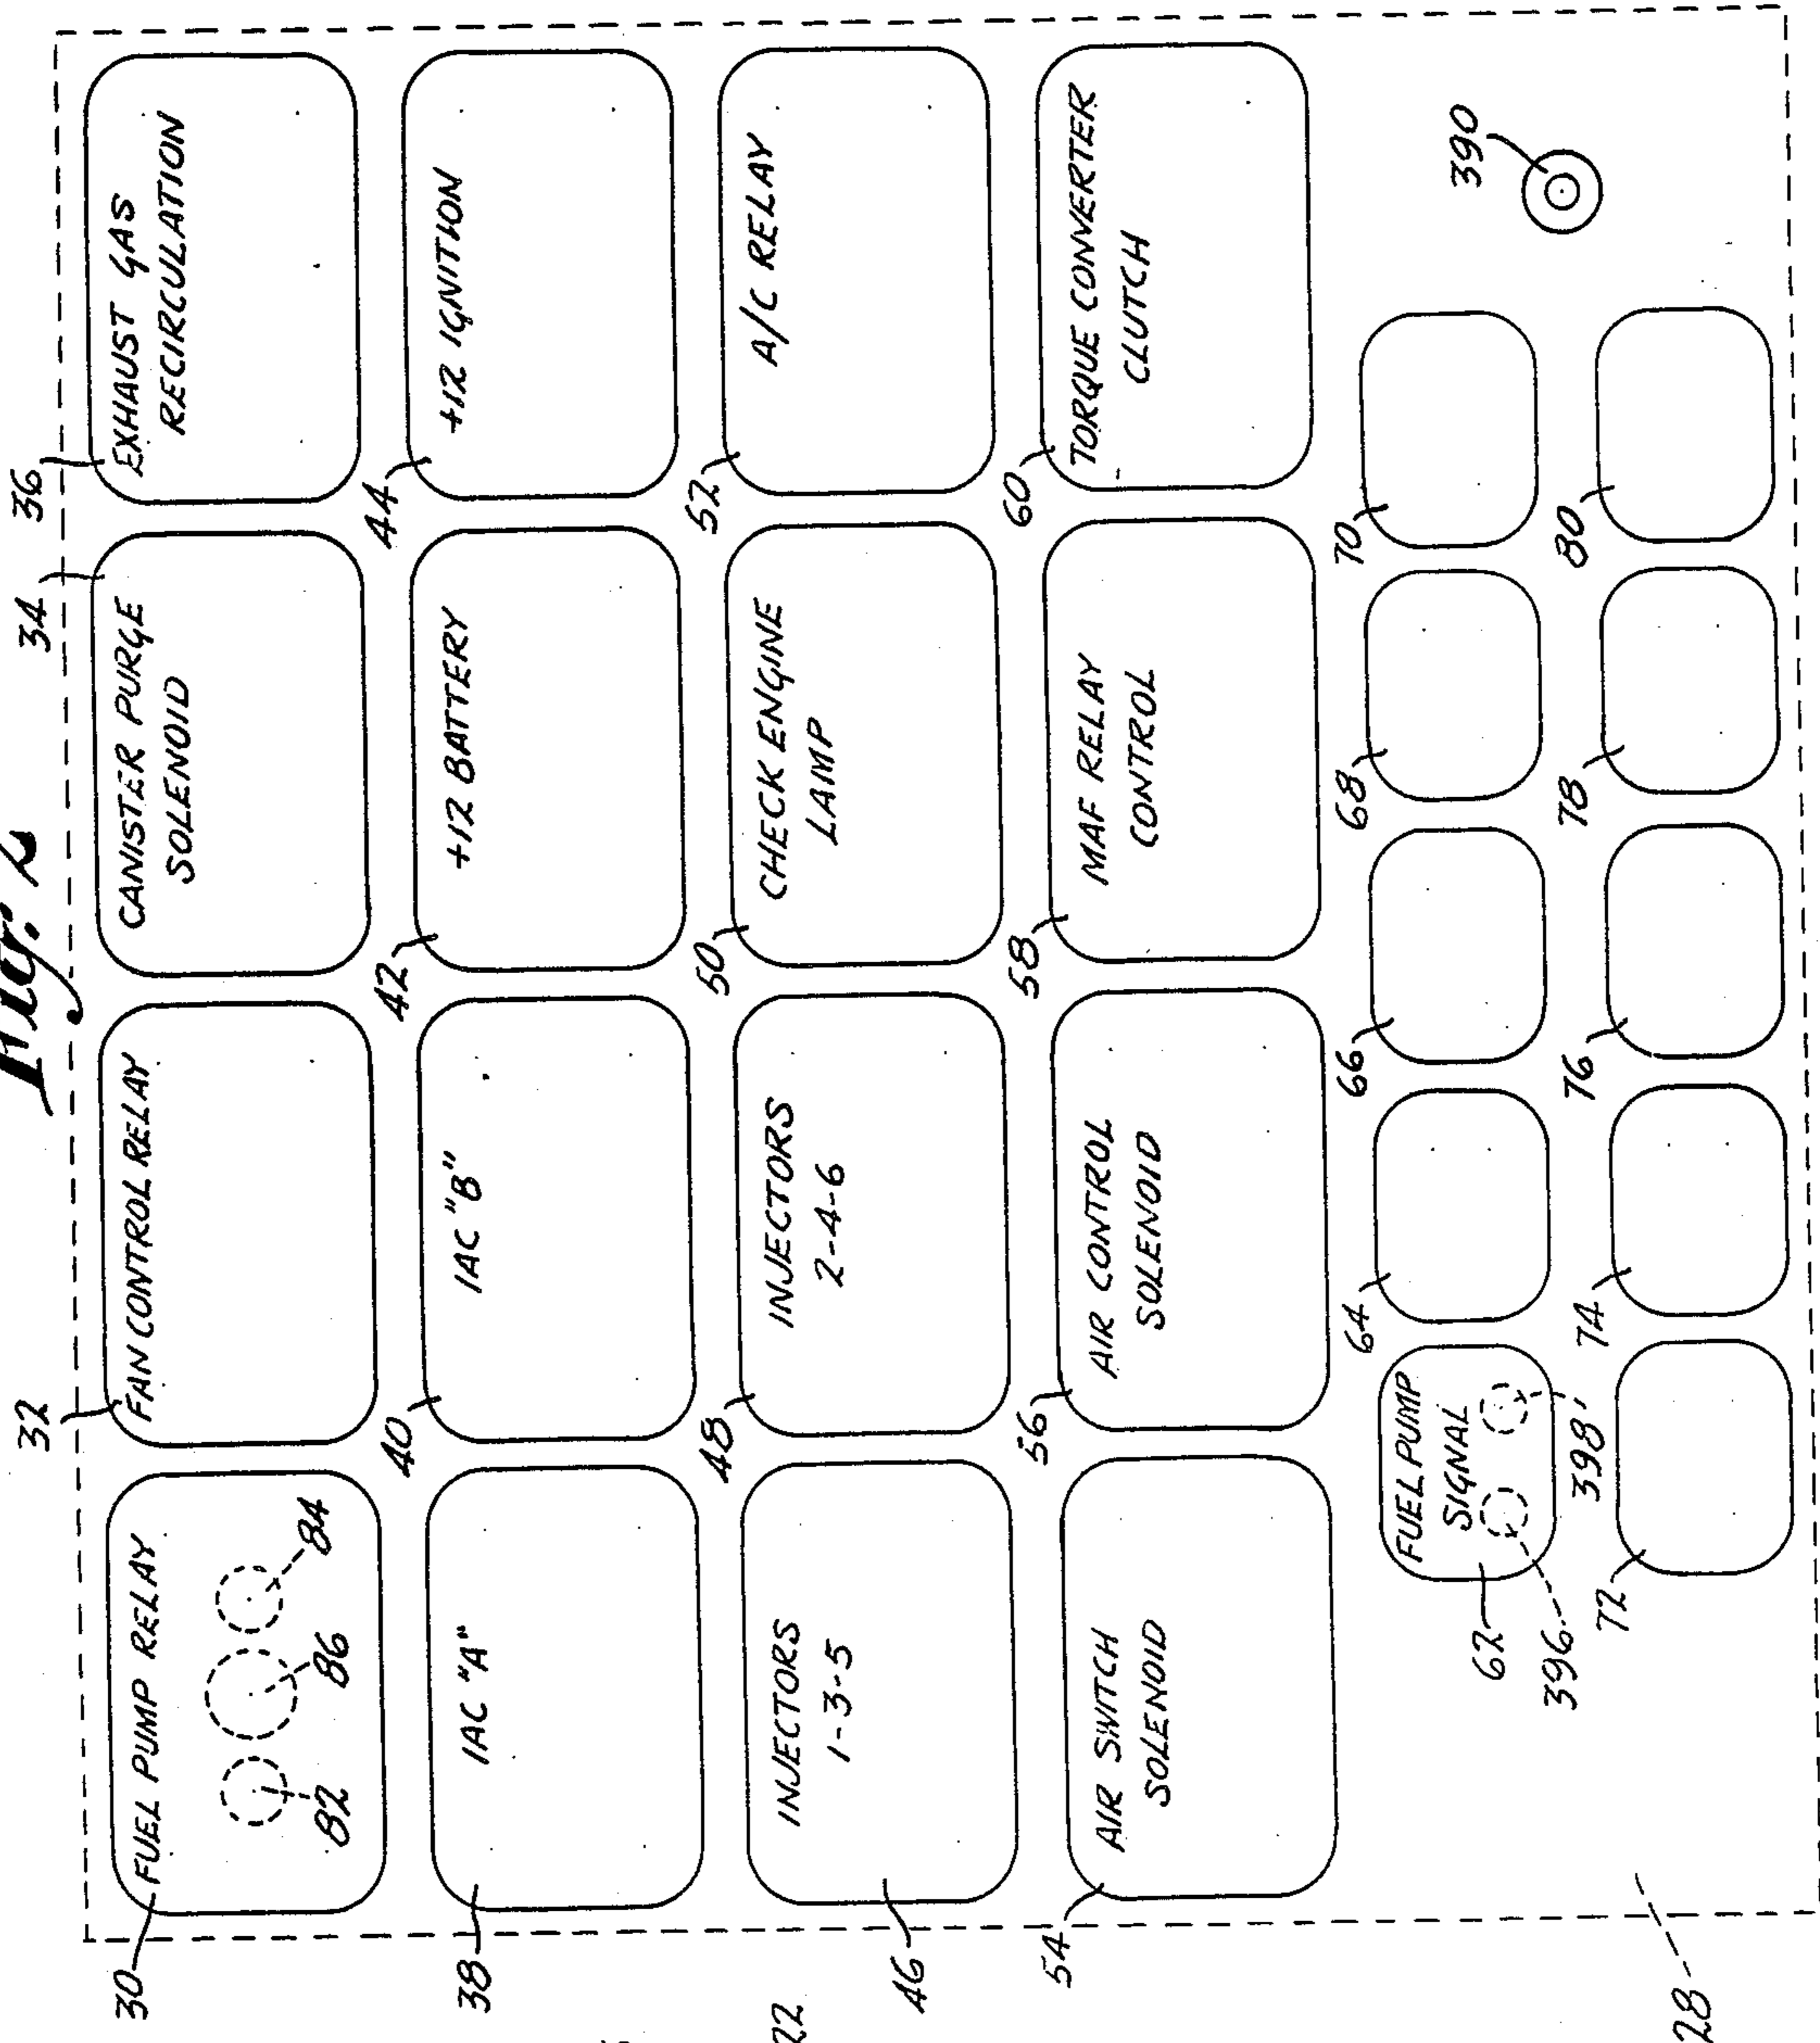 Fig. 2
32
34
36
30
FUEL PUMP RELAY
82
86
84
FAN CONTROL RELAY
CANISTER PURGE
SOLENOID
EXHAUST GAS
RECIRCULATION
38
IAC "A"
40
IAC "B"
42
+12 BATTERY
44
+12 IGNITION
22
46
INJECTORS
1-3-5
48
INJECTORS
2-4-6
50
CHECK ENGINE
LAMP
52
A/C RELAY
54
AIR SWITCH
SOLENOID
56
AIR CONTROL
SOLENOID
58
MAF RELAY
CONTROL
60
TORQUE CONVERTER
CLUTCH
62
FUEL PUMP
SIGNAL
396
398'
64
66
68
70
390
72
74
76
78
80
28